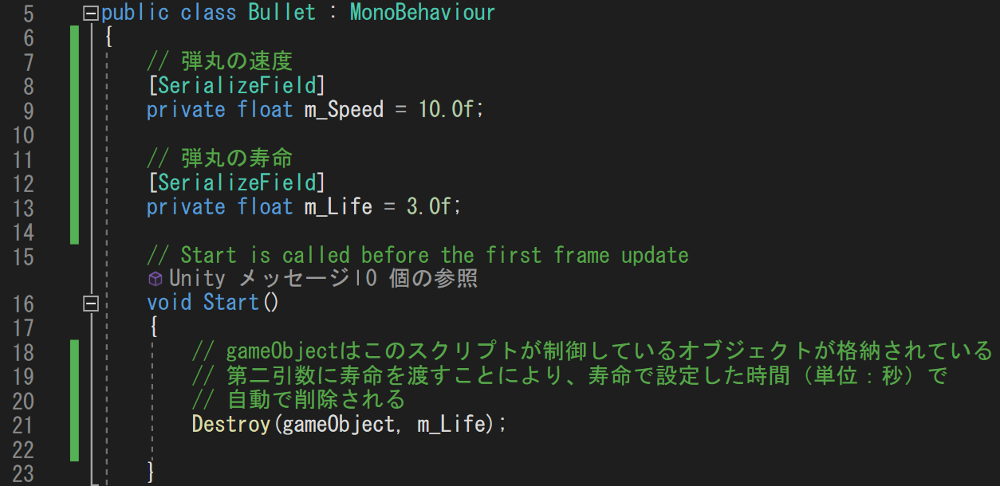 5 public class Bullet : MonoBehaviour
6 {
7 // 弾丸の速度
8 [SerializeField]
9 private float m_Speed = 10.0f;
10
11 // 弾丸の寿命
12 [SerializeField]
13 private float m_Life = 3.0f;
14
15 // Start is called before the first frame update
Unity メッセージ|0 個の参照
16 void Start()
17 {
18 // gameObjectはこのスクリプトが制御しているオブジェクトが格納されている
19 // 第二引数に寿命を渡すことにより、寿命で設定した時間（単位：秒）で
20 // 自動で削除される
21 Destroy(gameObject, m_Life);
22
23 }